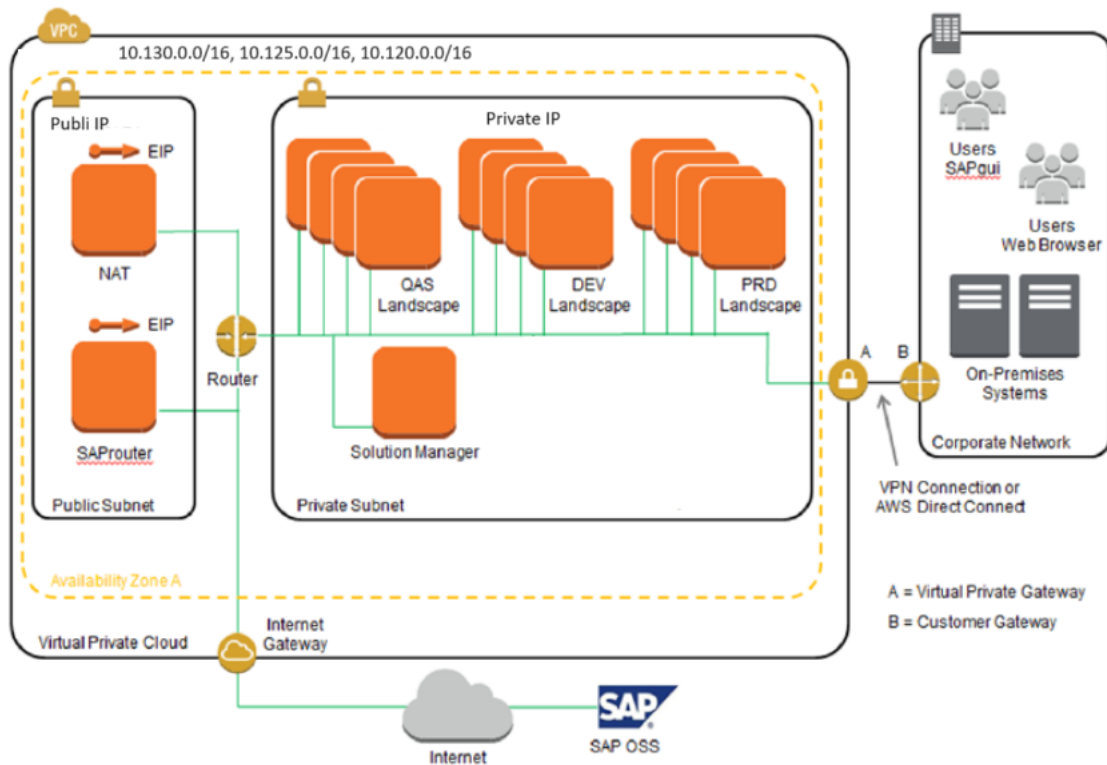 VPC
10.130.0.0/16, 10.125.0.0/16, 10.120.0.0/16
Publi IP
EIP
NAT
EIP
SAProuter
Public Subnet
Router
Private IP
QAS
Landscape
DEV
Landscape
PRD
Landscape
Solution Manager
Private Subnet
Availability Zone A
Virtual Private Cloud
Internet
Gateway
Internet
SAP
SAP OSS
A
B
Users
SAPgui
Users
Web Browser
On-Premises
Systems
Corporate Network
VPN Connection or
AWS Direct Connect
A = Virtual Private Gateway
B = Customer Gateway